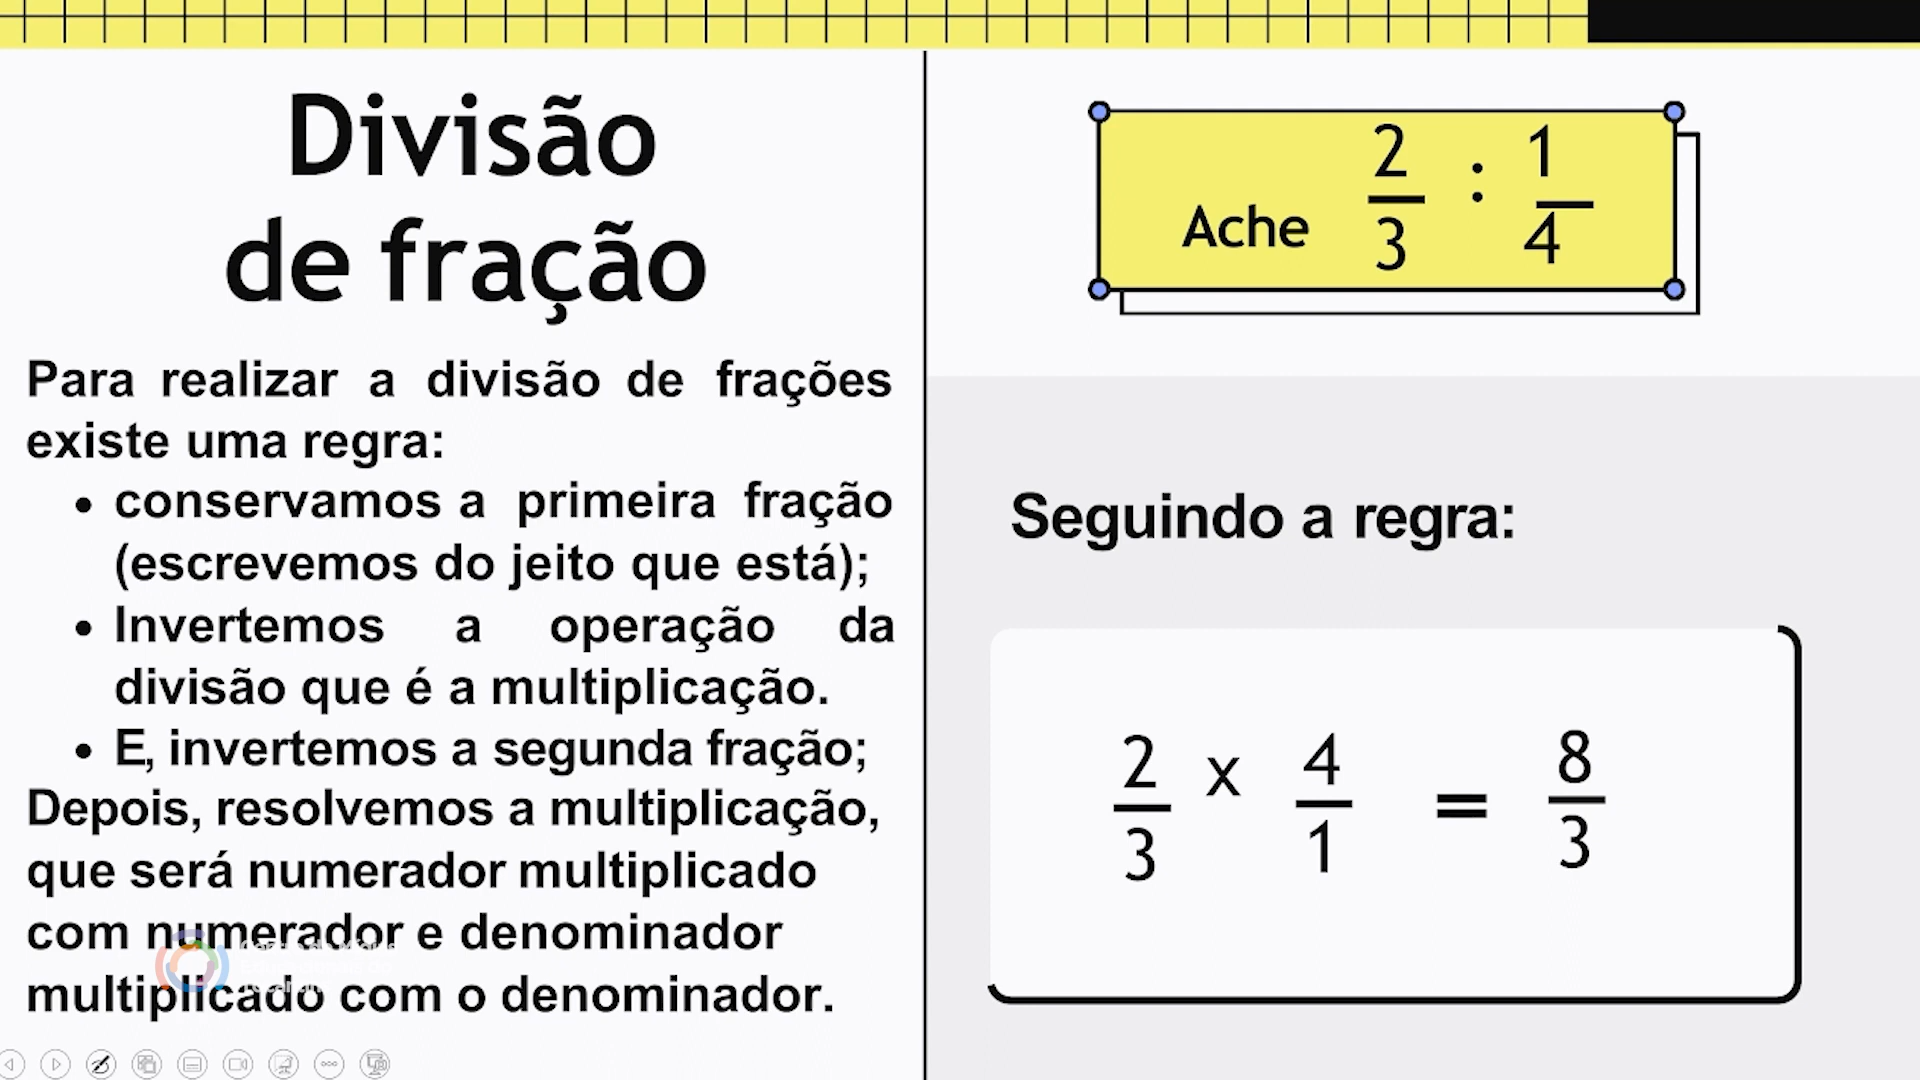 Divisão
de fração
Para realizar a divisão de frações
existe uma regra:
• conservamos a primeira fração
(escrevemos do jeito que está);
• Invertemos a operação da
divisão que é a multiplicação.
• E, invertemos a segunda fração;
Depois, resolvemos a multiplicação,
que será numerador multiplicado
com numerador e denominador
multiplicado com o denominador.
Ache 2/3 : 1/4
Seguindo a regra:
2/3 x 4/1 = 8/3